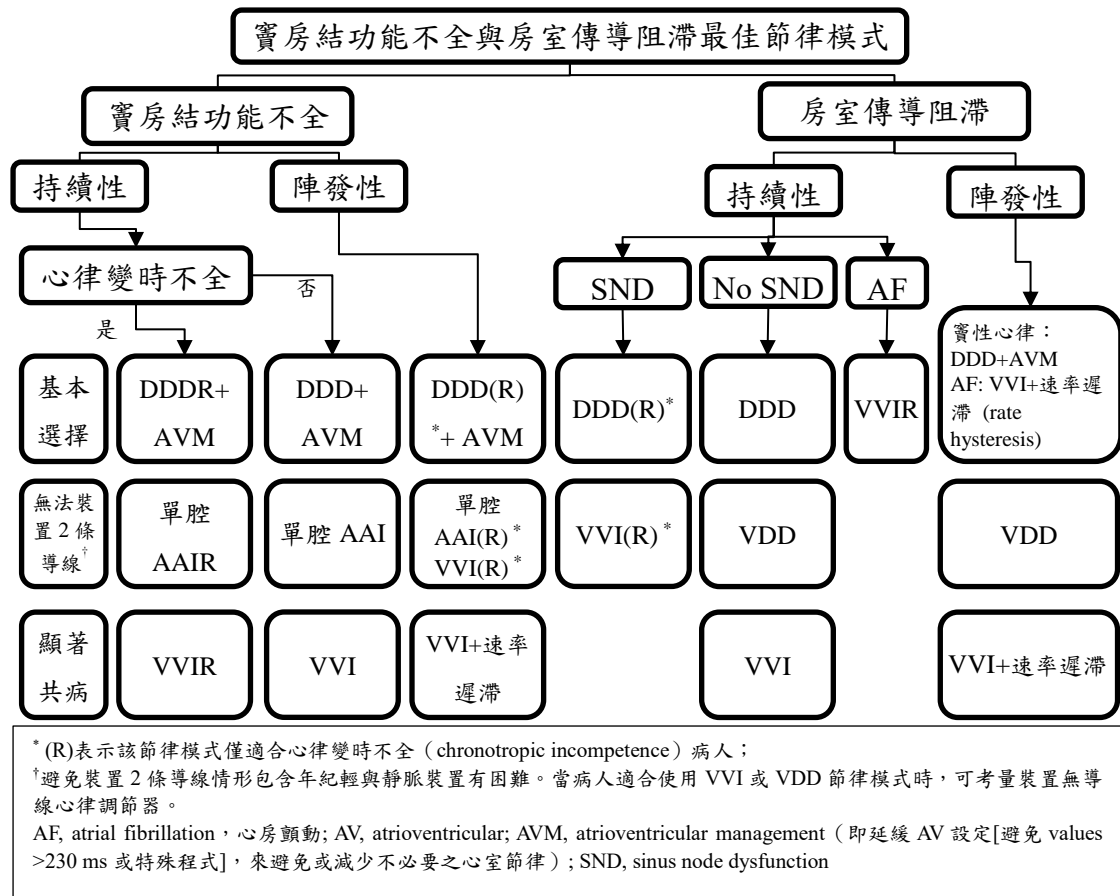 竇房結功能不全與房室傳導阻滯最佳節律模式
竇房結功能不全
房室傳導阻滯
持續性
陣發性
持續性
陣發性
心律變時不全
否
是
SND
No SND
AF
基本
選擇
DDDR+
AVM
DDD+
AVM
DDD(R)
*+ AVM
DDD(R)*
DDD
VVIR
竇性心律：
DDD+AVM
AF: VVI+速率遲
滯 (rate
hysteresis)
無法裝
置 2 條
導線†
單腔
AAIR
單腔 AAI
單腔
AAI(R)*
VVI(R)*
VVI(R)*
VDD
VDD
顯著
共病
VVIR
VVI
VVI+速率
遲滯
VVI
VVI+速率遲滯
* (R)表示該節律模式僅適合心律變時不全（chronotropic incompetence）病人；
†避免裝置 2 條導線情形包含年紀輕與靜脈裝置有困難。當病人適合使用 VVI 或 VDD 節律模式時，可考量裝置無導
線心律調節器。
AF, atrial fibrillation，心房顫動; AV, atrioventricular; AVM, atrioventricular management（即延緩 AV 設定[避免 values
>230 ms 或特殊程式]，來避免或減少不必要之心室節律）; SND, sinus node dysfunction